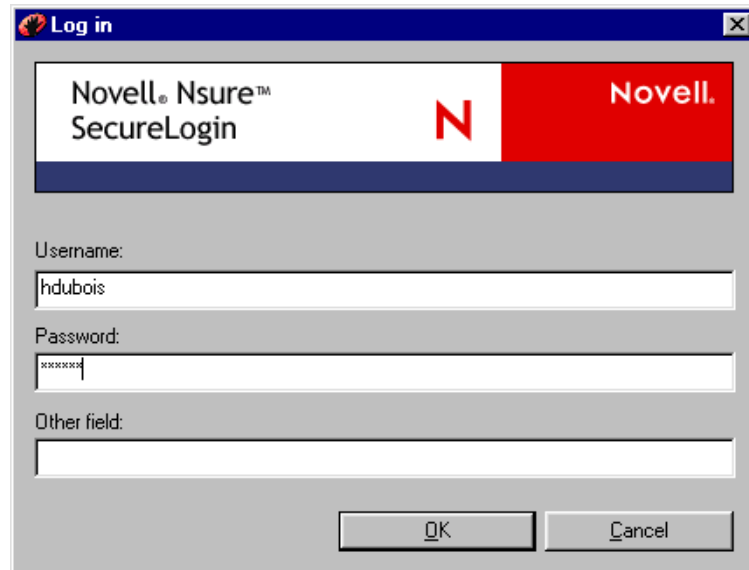 Log in
Novell® Nsure™
SecureLogin
N
Novell®
Username:
hdubois
Password:
××××××
Other field:
OK
Cancel